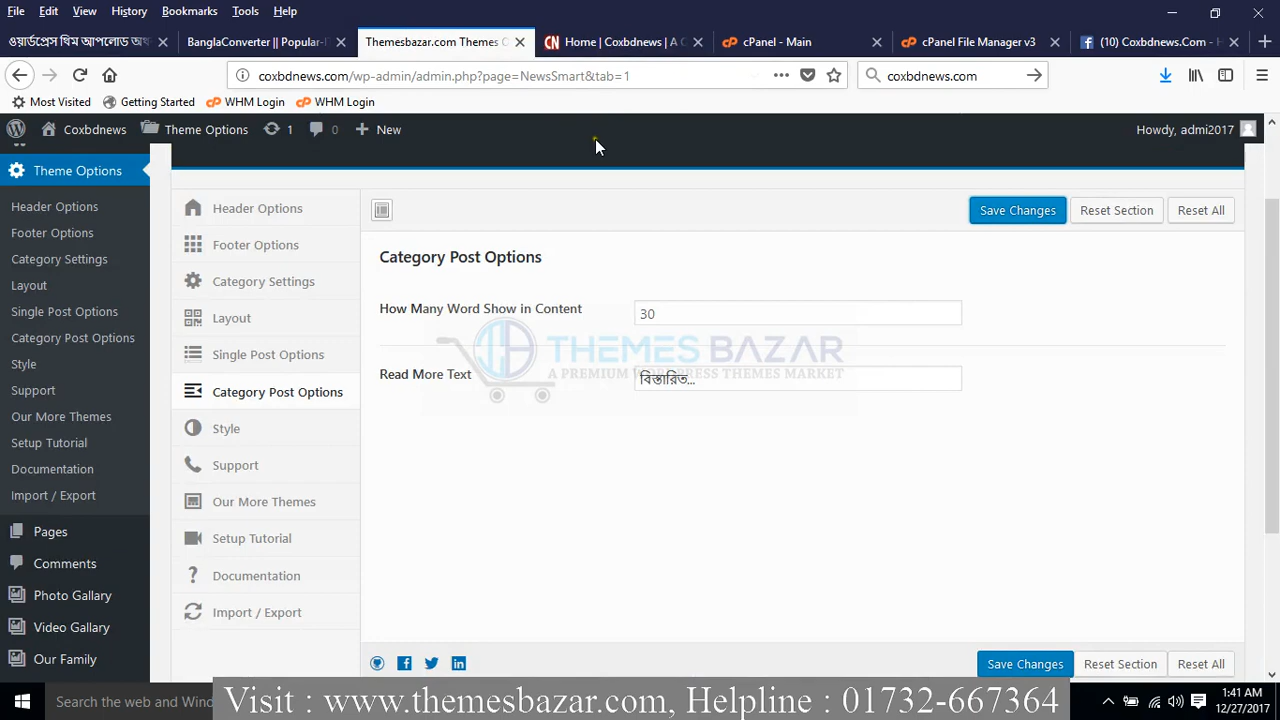 File Edit View History Bookmarks Tools Help
ওয়ার্ডপ্রেস থিম আপলোড অথ
BanglaConverter || Popular-
Themesbazar.com Themes O
Home | Coxbdnews | A C
cPanel - Main
cPanel File Manager v3
(10) Coxbdnews.Com - H
coxbdnews.com/wp-admin/admin.php?page=NewsSmart&tab=1
coxbdnews.com
Most Visited Getting Started WHM Login WHM Login
Coxbdnews Theme Options 1 0 New
Howdy, admi2017
Theme Options
Header Options
Footer Options
Category Settings
Layout
Single Post Options
Category Post Options
Style
Support
Our More Themes
Setup Tutorial
Documentation
Import / Export
Pages
Comments
Photo Gallary
Video Gallary
Our Family
Header Options
Footer Options
Category Settings
Layout
Single Post Options
Category Post Options
Style
Support
Our More Themes
Setup Tutorial
Documentation
Import / Export
Save Changes Reset Section Reset All
Category Post Options
How Many Word Show in Content 30
THEMES BAZAR
A PREMIUM WORDPRESS THEMES MARKET
Read More Text বিস্তারিত...
Save Changes Reset Section Reset All
Search the web and Wind
Visit : www.themesbazar.com, Helpline : 01732-667364
1:41 AM
12/27/2017